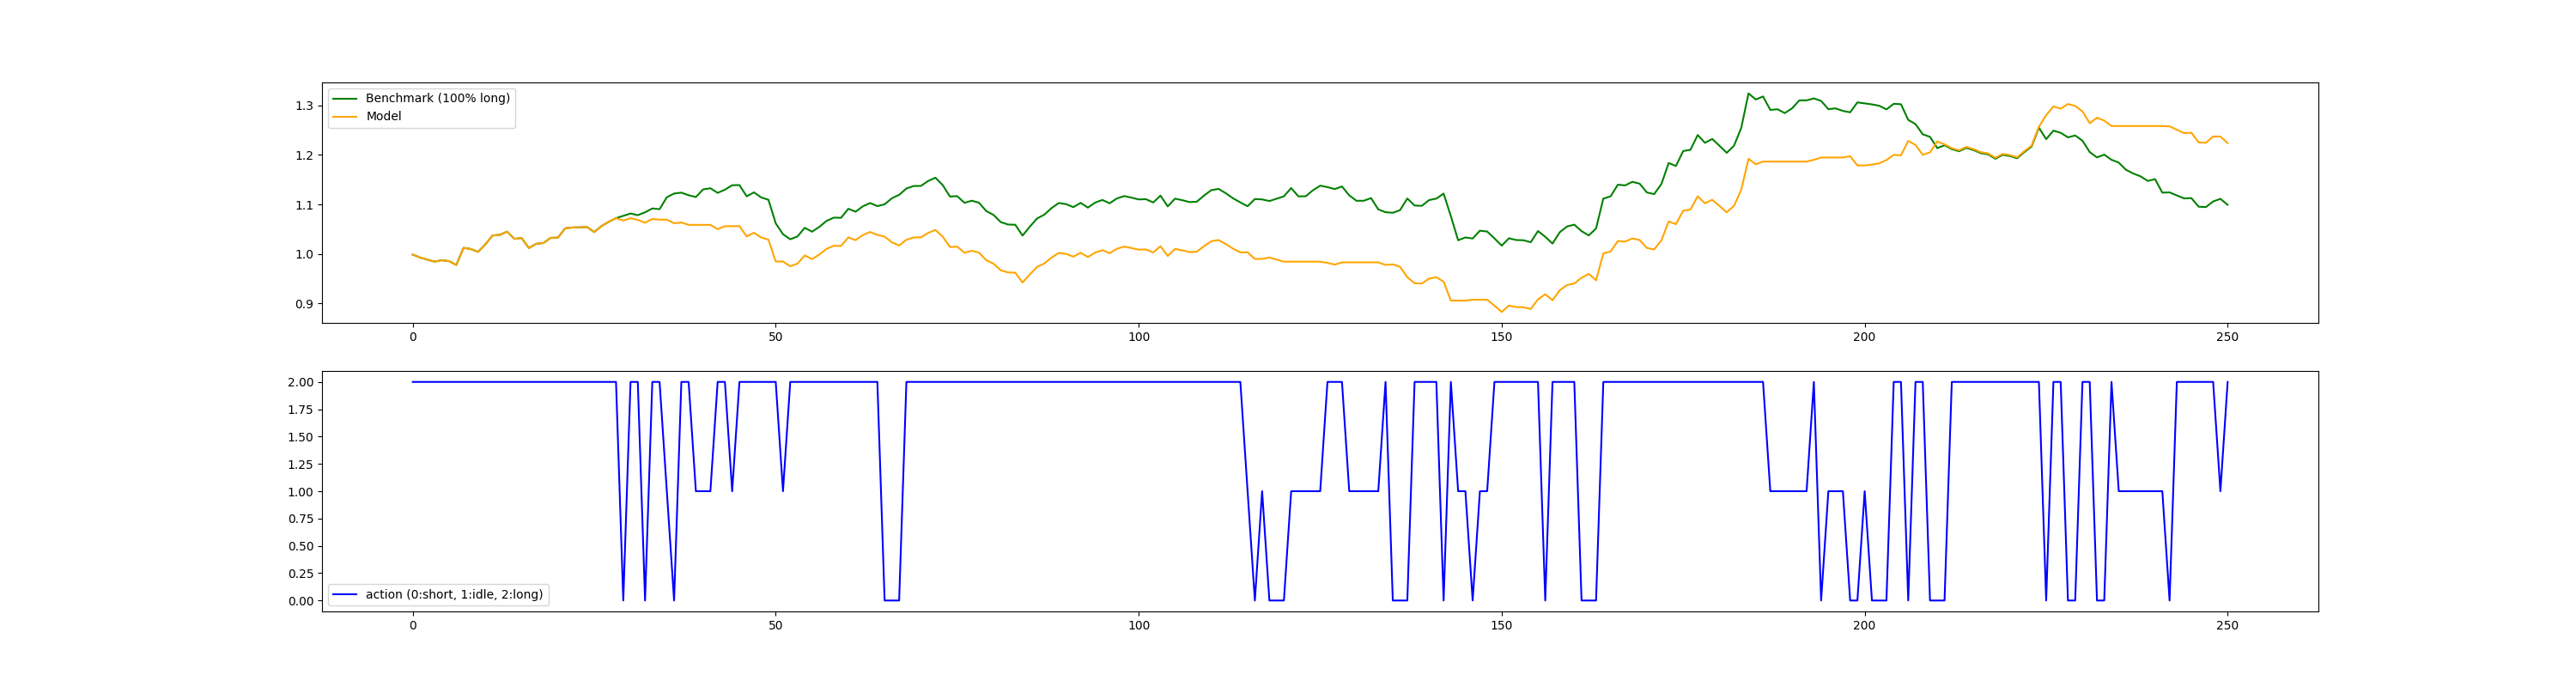 Benchmark (100% long)
Model
1.3
1.2
1.1
1.0
0.9
0 50 100 150 200 250
2.00
1.75
1.50
1.25
1.00
0.75
0.50
0.25
0.00
action (0:short, 1:idle, 2:long)
0 50 100 150 200 250